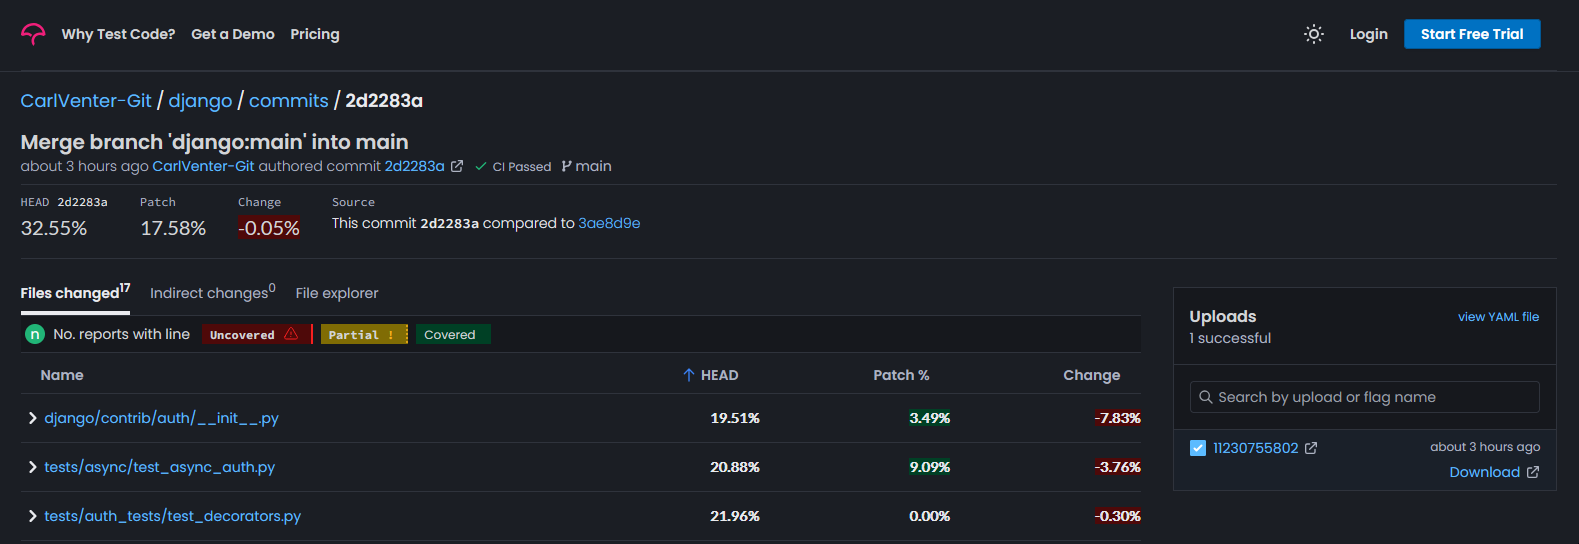 Why Test Code? Get a Demo Pricing Login Start Free Trial
CarlVenter-Git / django / commits / 2d2283a
Merge branch 'django:main' into main
about 3 hours ago CarlVenter-Git authored commit 2d2283a CI Passed main
HEAD 2d2283a Patch Change Source
32.55% 17.58% -0.05% This commit 2d2283a compared to 3ae8d9e
Files changed17 Indirect changes0 File explorer
n No. reports with line Uncovered Partial ! Covered
Name HEAD Patch % Change
django/contrib/auth/__init__.py 19.51% 3.49% -7.83%
tests/async/test_async_auth.py 20.88% 9.09% -3.76%
tests/auth_tests/test_decorators.py 21.96% 0.00% -0.30%
Uploads view YAML file
1 successful
Search by upload or flag name
11230755802 about 3 hours ago
Download